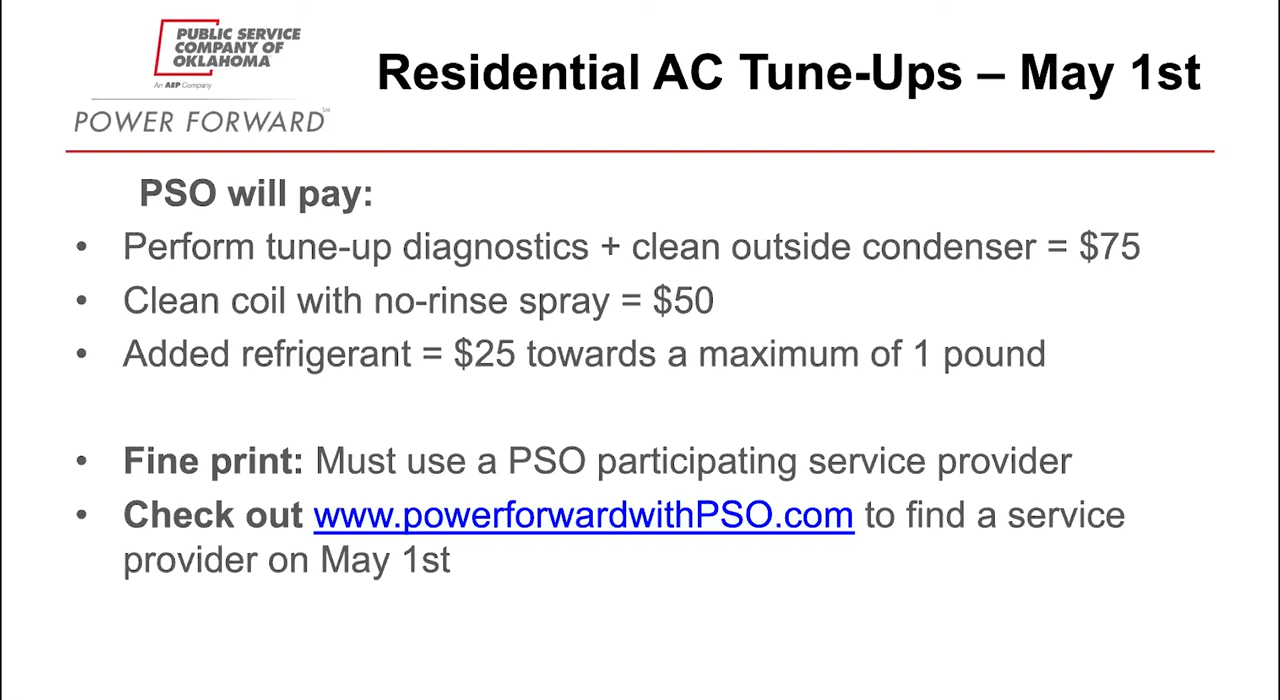 PUBLIC SERVICE
COMPANY OF
OKLAHOMA
An AEP Company
POWER FORWARD℠
Residential AC Tune-Ups – May 1st
PSO will pay:
• Perform tune-up diagnostics + clean outside condenser = $75
• Clean coil with no-rinse spray = $50
• Added refrigerant = $25 towards a maximum of 1 pound
• Fine print: Must use a PSO participating service provider
• Check out www.powerforwardwithPSO.com to find a service
provider on May 1st